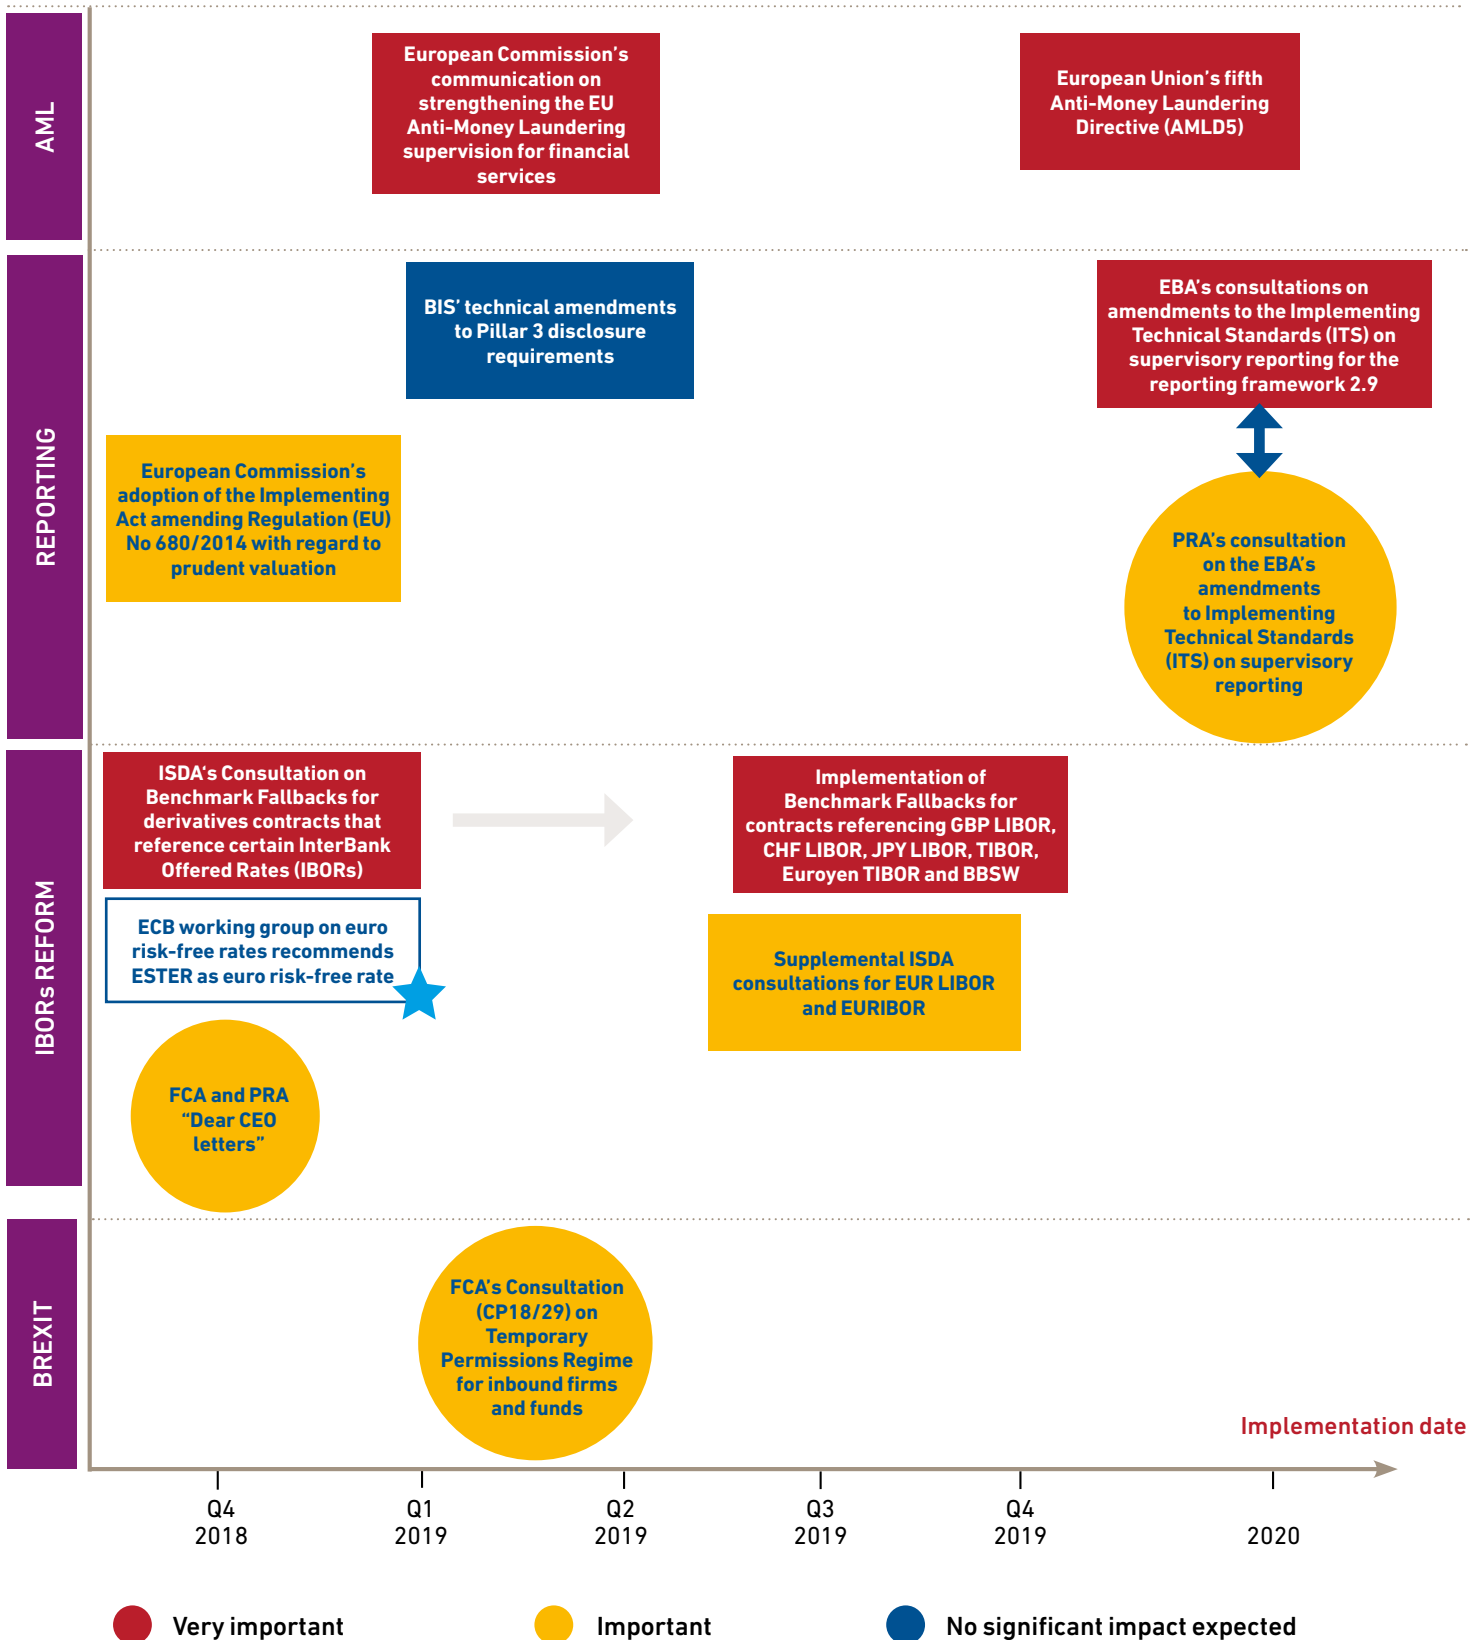 AML
European Commission's
communication on
strengthening the EU
Anti-Money Laundering
supervision for financial
services
European Union's fifth
Anti-Money Laundering
Directive (AMLD5)
REPORTING
BIS' technical amendments
to Pillar 3 disclosure
requirements
EBA's consultations on
amendments to the Implementing
Technical Standards (ITS) on
supervisory reporting for the
reporting framework 2.9
European Commission's
adoption of the Implementing
Act amending Regulation (EU)
No 680/2014 with regard to
prudent valuation
PRA's consultation
on the EBA's
amendments
to Implementing
Technical Standards
(ITS) on supervisory
reporting
IBORs REFORM
ISDA‘s Consultation on
Benchmark Fallbacks for
derivatives contracts that
reference certain InterBank
Offered Rates (IBORs)
Implementation of
Benchmark Fallbacks for
contracts referencing GBP LIBOR,
CHF LIBOR, JPY LIBOR, TIBOR,
Euroyen TIBOR and BBSW
ECB working group on euro
risk-free rates recommends
ESTER as euro risk-free rate
Supplemental ISDA
consultations for EUR LIBOR
and EURIBOR
FCA and PRA
“Dear CEO
letters”
BREXIT
FCA's Consultation
(CP18/29) on
Temporary
Permissions Regime
for inbound firms
and funds
Implementation date
Q4
2018
Q1
2019
Q2
2019
Q3
2019
Q4
2019
2020
Very important
Important
No significant impact expected